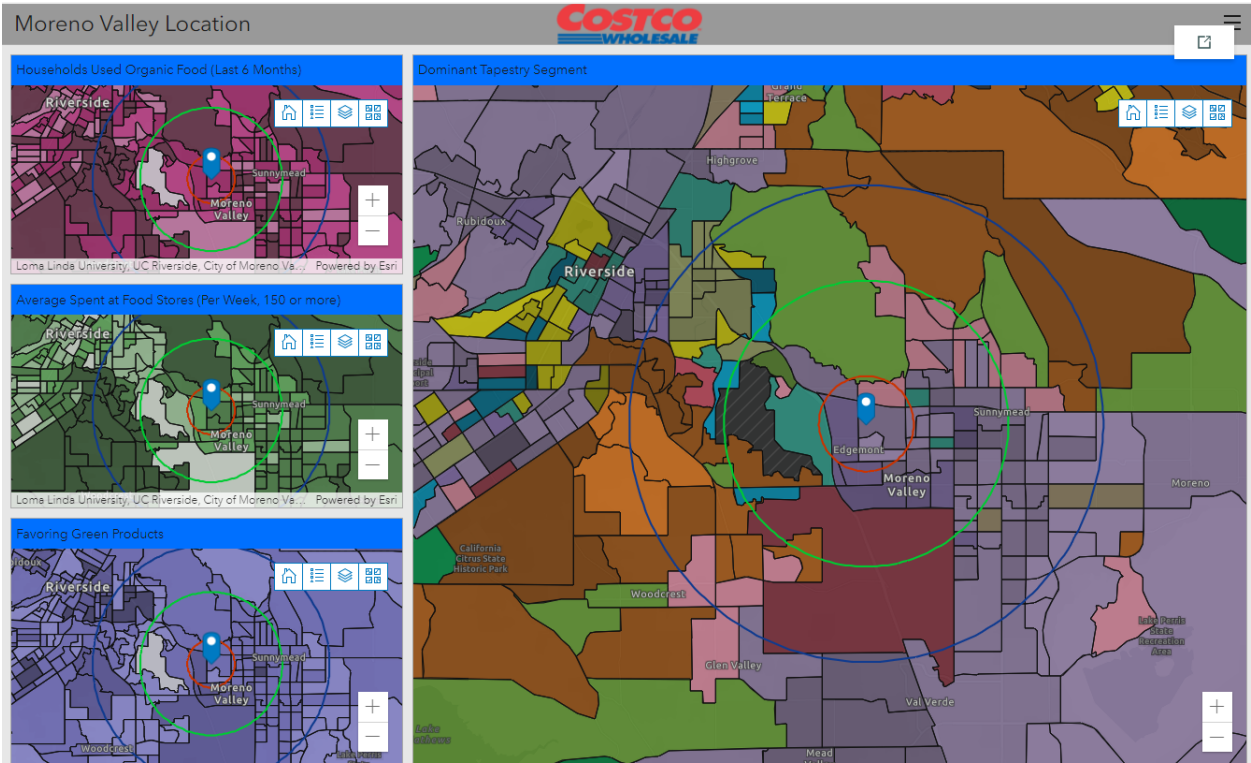 Moreno Valley Location
COSTCO
WHOLESALE
Households Used Organic Food (Last 6 Months)
Riverside
Sunnymead
Moreno
Valley
Loma Linda University, UC Riverside, City of Moreno Va... Powered by Esri
Average Spent at Food Stores (Per Week, 150 or more)
Riverside
Sunnymead
Moreno
Valley
Loma Linda University, UC Riverside, City of Moreno Va... Powered by Esri
Favoring Green Products
Riverside
Sunnymead
Moreno
Valley
Woodcrest
Dominant Tapestry Segment
Grand
Terrace
Highgrove
Rubidoux
Riverside
Sunnymead
Edgemont
Moreno
Valley
Moreno
California
Citrus State
Historic Park
Woodcrest
Lake Perris
State
Recreation
Area
Glen Valley
Val Verde
Mead